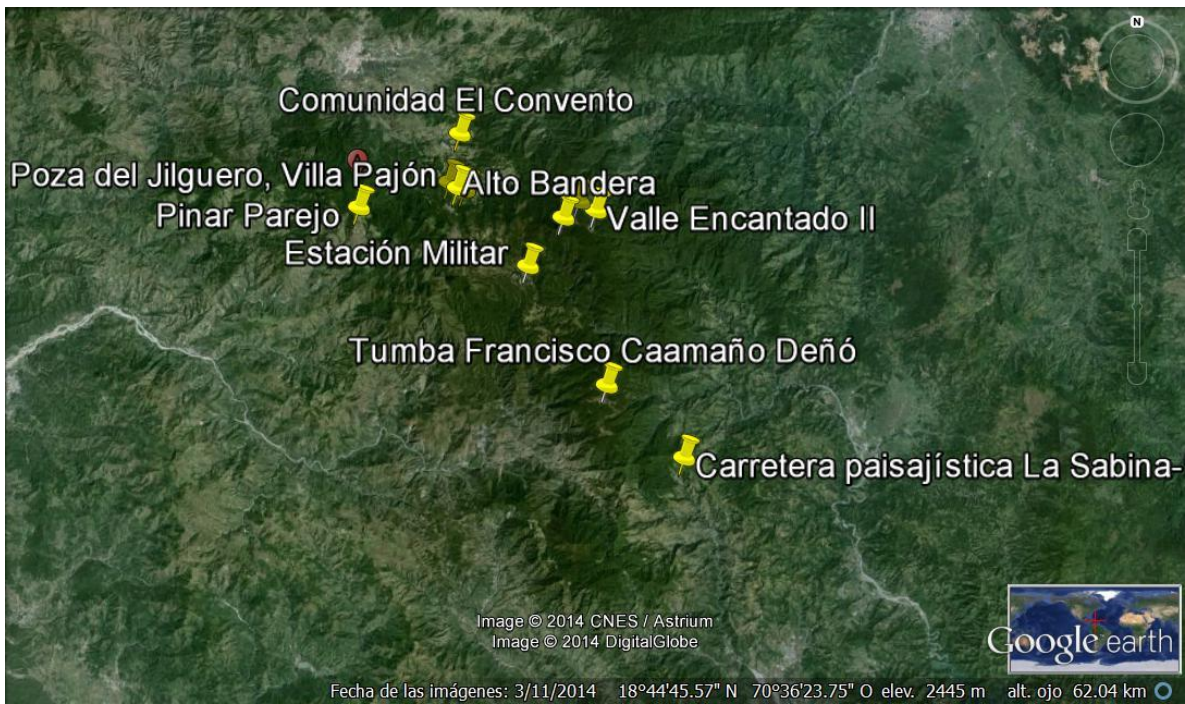 N
Comunidad El Convento
Poza del Jilguero, Villa Pajón
Alto Bandera
Pinar Parejo
Valle Encantado II
Estación Militar
Tumba Francisco Caamaño Deñó
Carretera paisajística La Sabina-
Image © 2014 CNES / Astrium
Image © 2014 DigitalGlobe
Google earth
Fecha de las imágenes: 3/11/2014 18°44'45.57" N 70°36'23.75" O elev. 2445 m alt. ojo 62.04 km